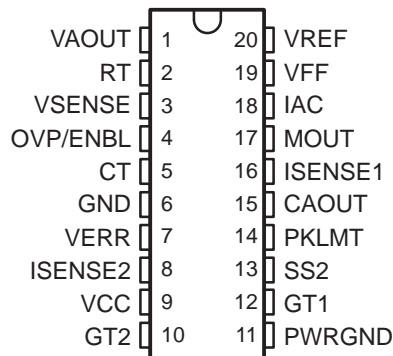 VAOUT 1 20 VREF
RT 2 19 VFF
VSENSE 3 18 IAC
OVP/ENBL 4 17 MOUT
CT 5 16 ISENSE1
GND 6 15 CAOUT
VERR 7 14 PKLMT
ISENSE2 8 13 SS2
VCC 9 12 GT1
GT2 10 11 PWRGND